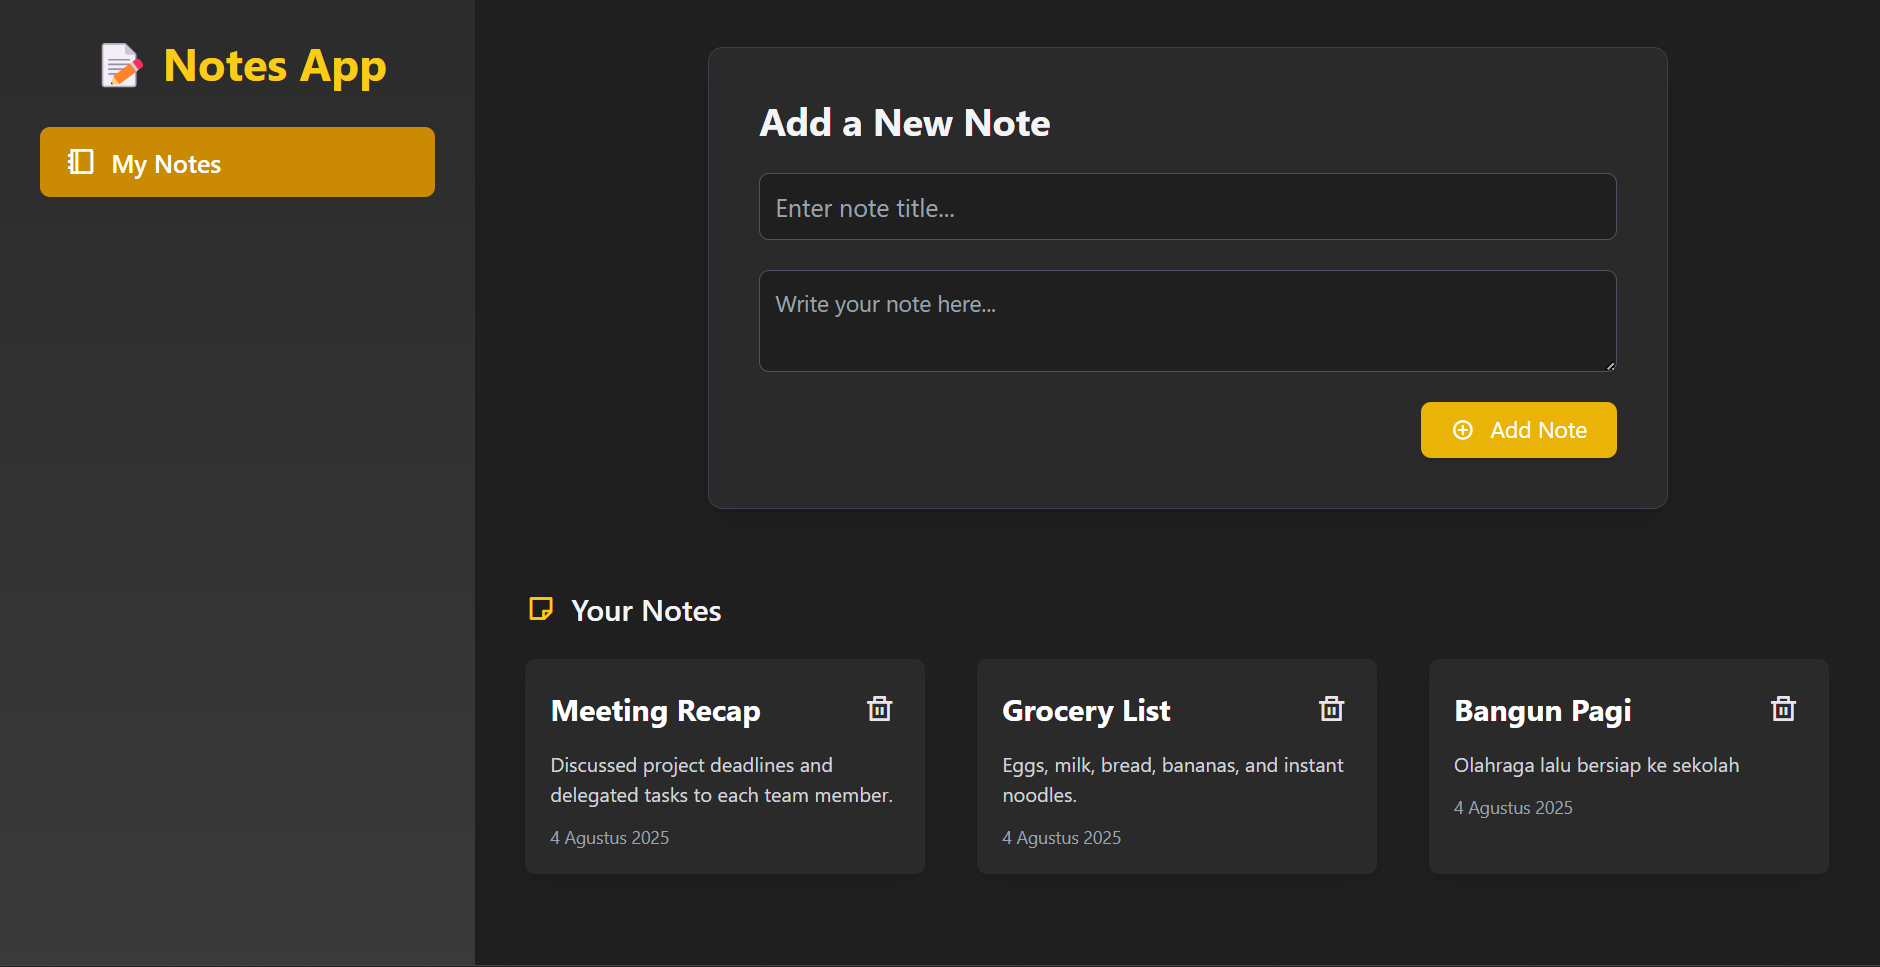 Notes App
My Notes
Add a New Note
Enter note title...
Write your note here...
Add Note
Your Notes
Meeting Recap
Discussed project deadlines and
delegated tasks to each team member.
4 Agustus 2025
Grocery List
Eggs, milk, bread, bananas, and instant
noodles.
4 Agustus 2025
Bangun Pagi
Olahraga lalu bersiap ke sekolah
4 Agustus 2025